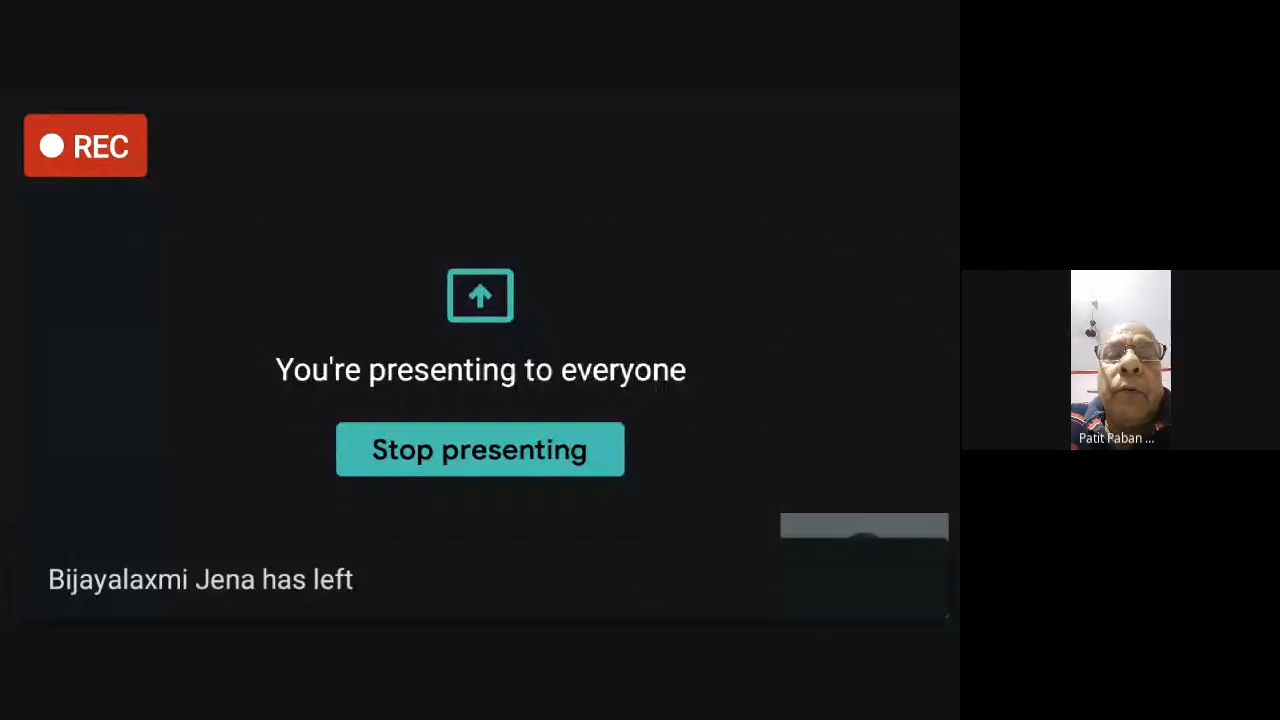 REC
You're presenting to everyone
Stop presenting
Bijayalaxmi Jena has left
Patit Paban ...